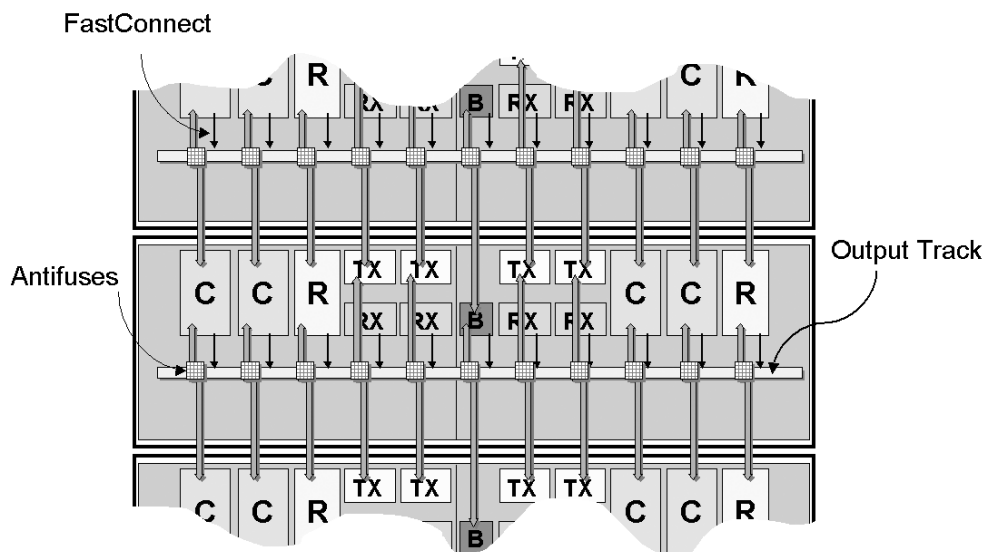 FastConnect
R C R
RX RX B RX RX
Output Track
Antifuses
TX TX TX TX
C C R C C R
RX RX B RX RX
TX TX TX TX
C C R C C R
B